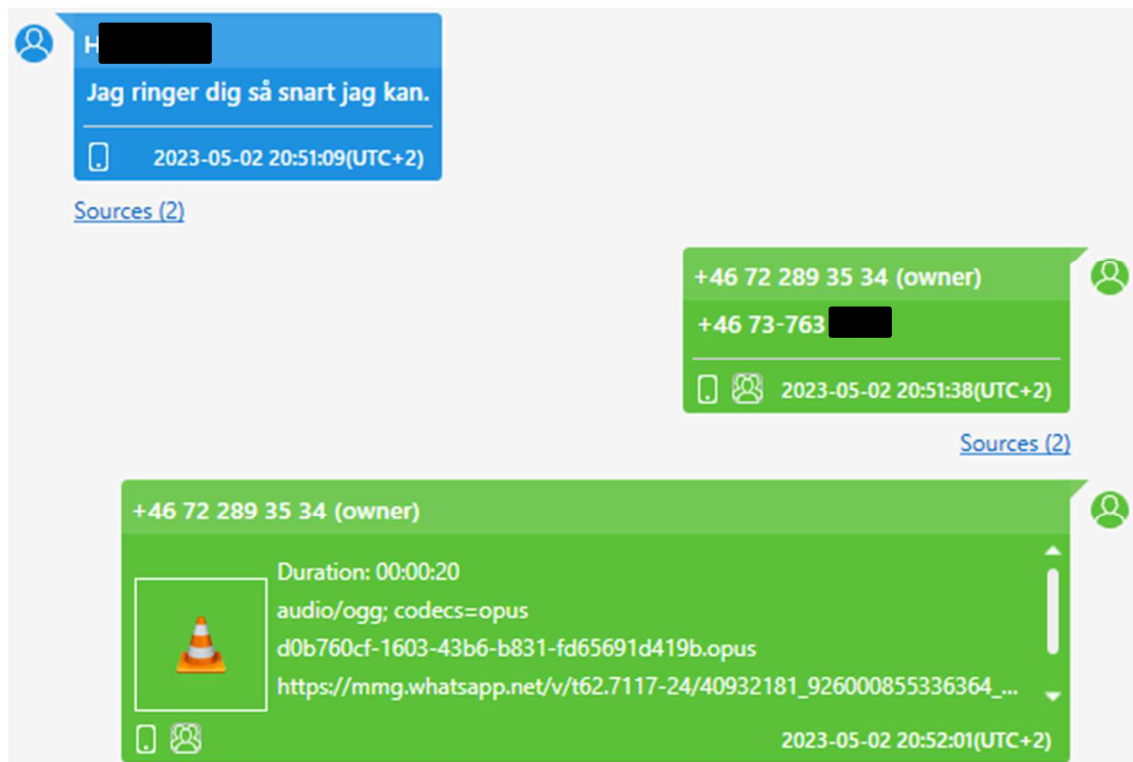 H
Jag ringer dig så snart jag kan.
2023-05-02 20:51:09(UTC+2)
Sources (2)
+46 72 289 35 34 (owner)
+46 73-763
2023-05-02 20:51:38(UTC+2)
Sources (2)
+46 72 289 35 34 (owner)
Duration: 00:00:20
audio/ogg; codecs=opus
d0b760cf-1603-43b6-b831-fd65691d419b.opus
https://mmg.whatsapp.net/v/t62.7117-24/40932181_926000855336364_...
2023-05-02 20:52:01(UTC+2)